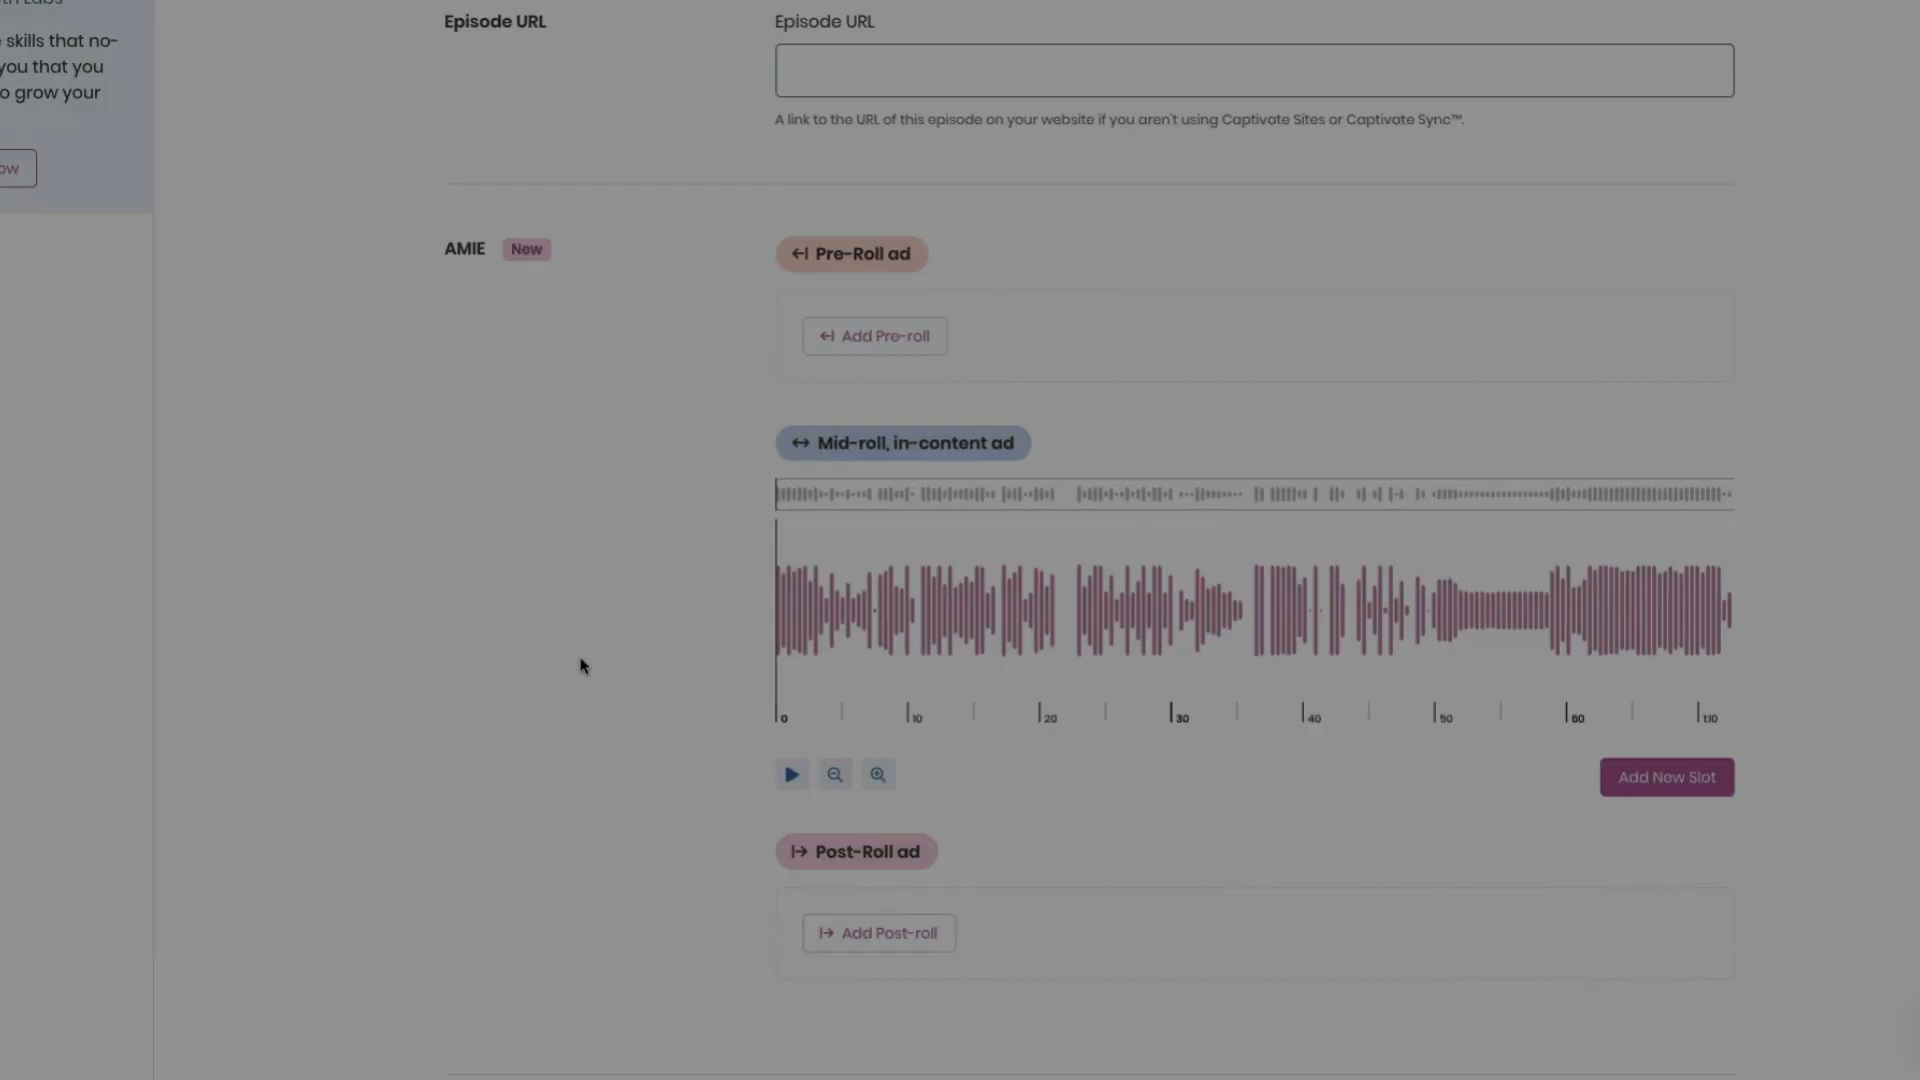 skills that no-
you that you
o grow your
ow
Episode URL
Episode URL
A link to the URL of this episode on your website if you aren't using Captivate Sites or Captivate Sync™.
AMIE New
Pre-Roll ad
Add Pre-roll
Mid-roll, in-content ad
0 10 20 30 40 50 60 1:10
Add New Slot
Post-Roll ad
Add Post-roll